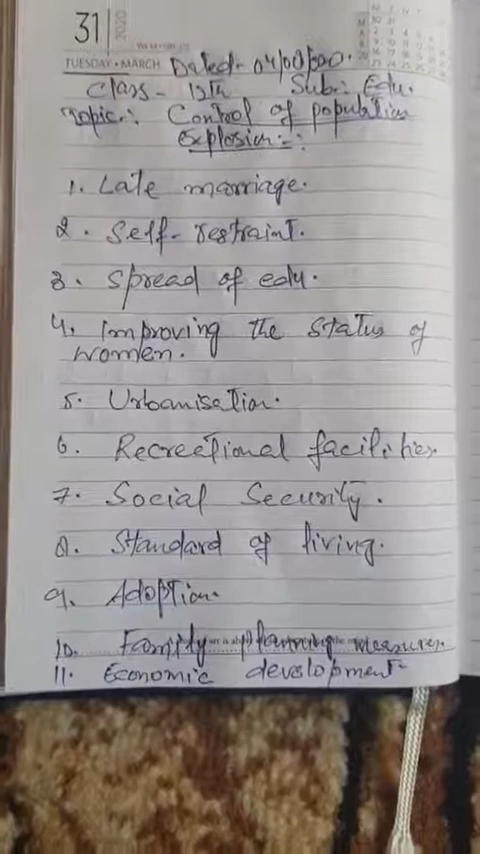 31
2020
TUESDAY • MARCH Dated- 04/08/020.
Class - 12th Sub: Edu.
Topic: Control of population
explosion:-
1. Late marriage.
2. Self-restraint.
3. Spread of edu.
4. Improving the status of
women.
5. Urbanisation.
6. Recreational facilities.
7. Social Security.
8. Standard of living.
9. Adoption.
10. Family planning measures.
11. Economic development